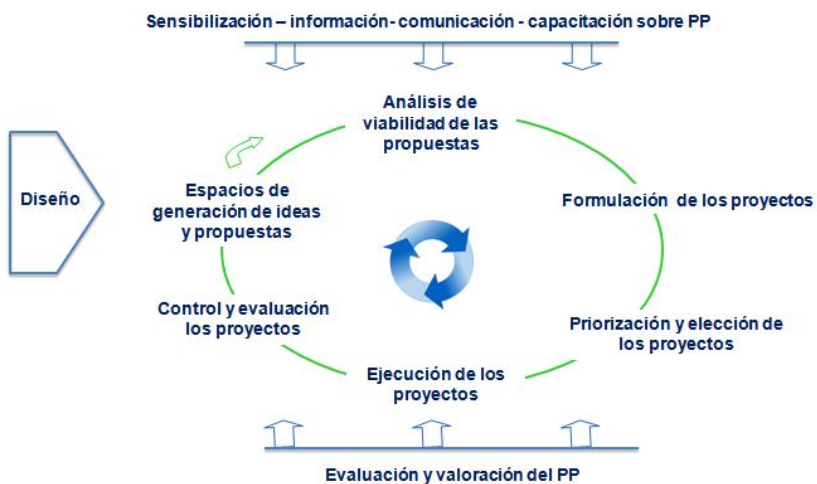 Sensibilización – información- comunicación - capacitación sobre PP
Análisis de
viabilidad de las
propuestas
Diseño
Espacios de
generación de ideas
y propuestas
Formulación de los proyectos
Control y evaluación
los proyectos
Priorización y elección de
los proyectos
Ejecución de los
proyectos
Evaluación y valoración del PP